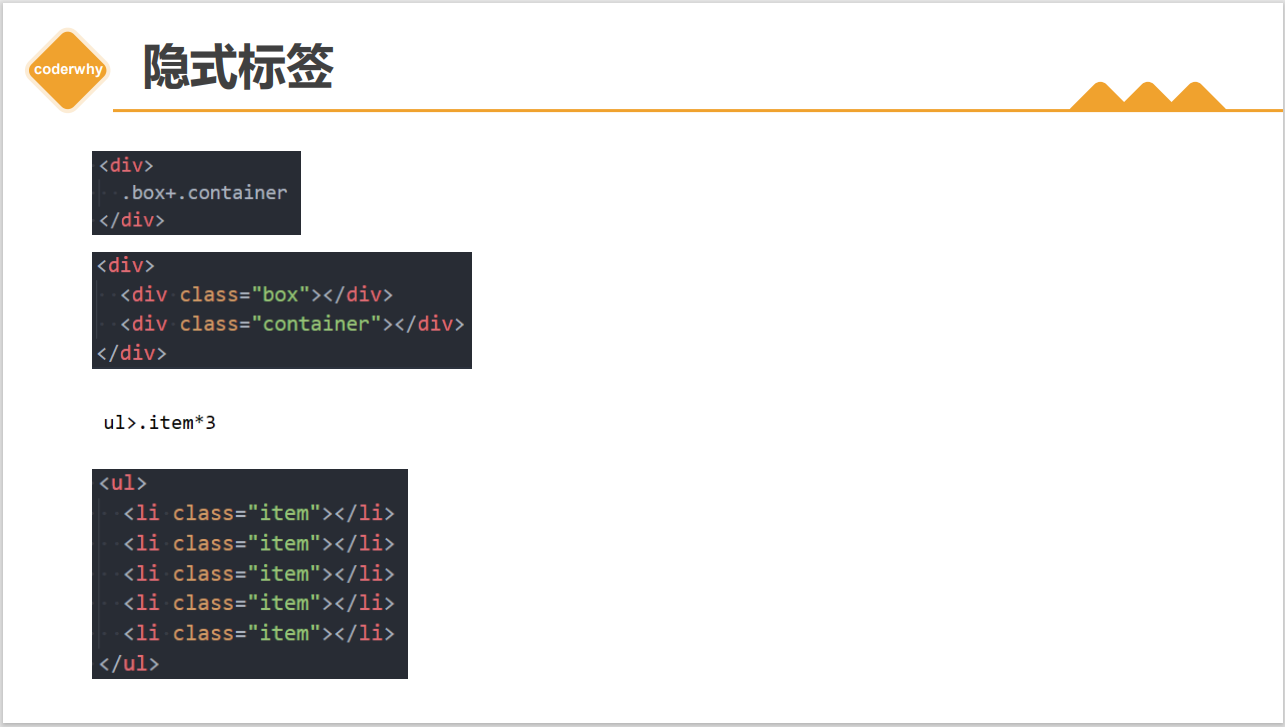 coderwhy
隐式标签
<div>
.box+.container
</div>
<div>
<div class="box"></div>
<div class="container"></div>
</div>
ul>.item*3
<ul>
<li class="item"></li>
<li class="item"></li>
<li class="item"></li>
<li class="item"></li>
<li class="item"></li>
</ul>